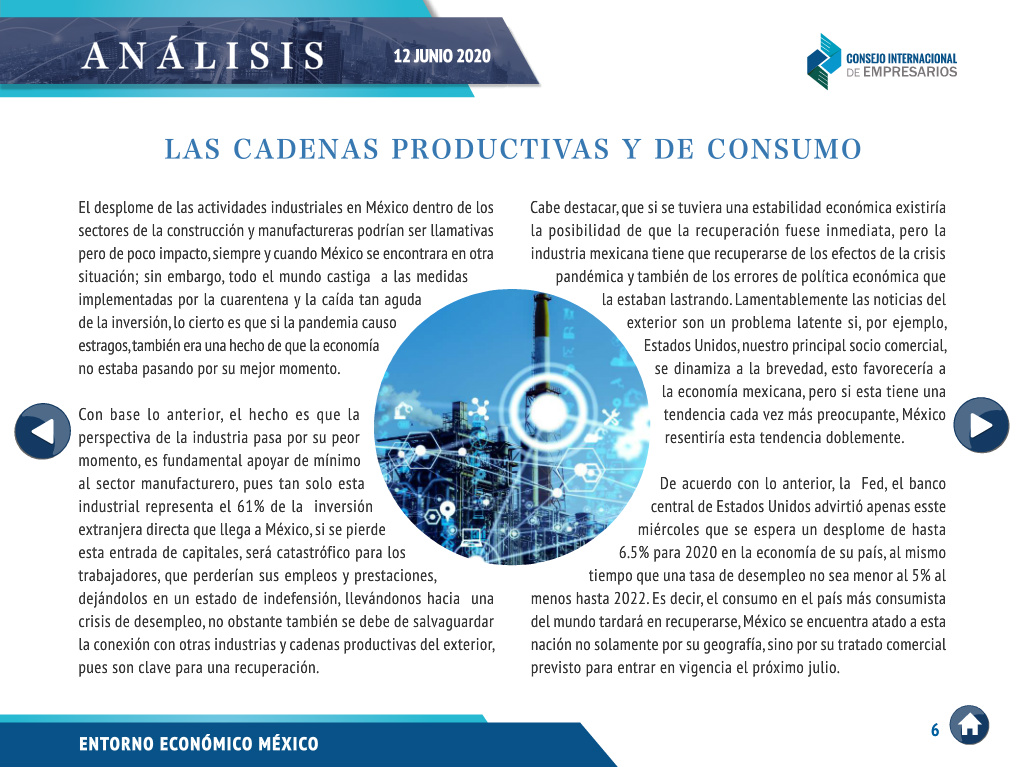 ANÁLISIS
12 JUNIO 2020
CONSEJO INTERNACIONAL
DE EMPRESARIOS
LAS CADENAS PRODUCTIVAS Y DE CONSUMO
El desplome de las actividades industriales en México dentro de los
sectores de la construcción y manufactureras podrían ser llamativas
pero de poco impacto, siempre y cuando México se encontrara en otra
situación; sin embargo, todo el mundo castiga a las medidas
implementadas por la cuarentena y la caída tan aguda
de la inversión, lo cierto es que si la pandemia causo
estragos, también era una hecho de que la economía
no estaba pasando por su mejor momento.
Con base lo anterior, el hecho es que la
perspectiva de la industria pasa por su peor
momento, es fundamental apoyar de mínimo
al sector manufacturero, pues tan solo esta
industrial representa el 61% de la inversión
extranjera directa que llega a México, si se pierde
esta entrada de capitales, será catastrófico para los
trabajadores, que perderían sus empleos y prestaciones,
dejándolos en un estado de indefensión, llevándonos hacia una
crisis de desempleo, no obstante también se debe de salvaguardar
la conexión con otras industrias y cadenas productivas del exterior,
pues son clave para una recuperación.
Cabe destacar, que si se tuviera una estabilidad económica existiría
la posibilidad de que la recuperación fuese inmediata, pero la
industria mexicana tiene que recuperarse de los efectos de la crisis
pandémica y también de los errores de política económica que
la estaban lastrando. Lamentablemente las noticias del
exterior son un problema latente si, por ejemplo,
Estados Unidos, nuestro principal socio comercial,
se dinamiza a la brevedad, esto favorecería a
la economía mexicana, pero si esta tiene una
tendencia cada vez más preocupante, México
resentiría esta tendencia doblemente.
De acuerdo con lo anterior, la Fed, el banco
central de Estados Unidos advirtió apenas esste
miércoles que se espera un desplome de hasta
6.5% para 2020 en la economía de su país, al mismo
tiempo que una tasa de desempleo no sea menor al 5% al
menos hasta 2022. Es decir, el consumo en el país más consumista
del mundo tardará en recuperarse, México se encuentra atado a esta
nación no solamente por su geografía, sino por su tratado comercial
previsto para entrar en vigencia el próximo julio.
ENTORNO ECONÓMICO MÉXICO
6